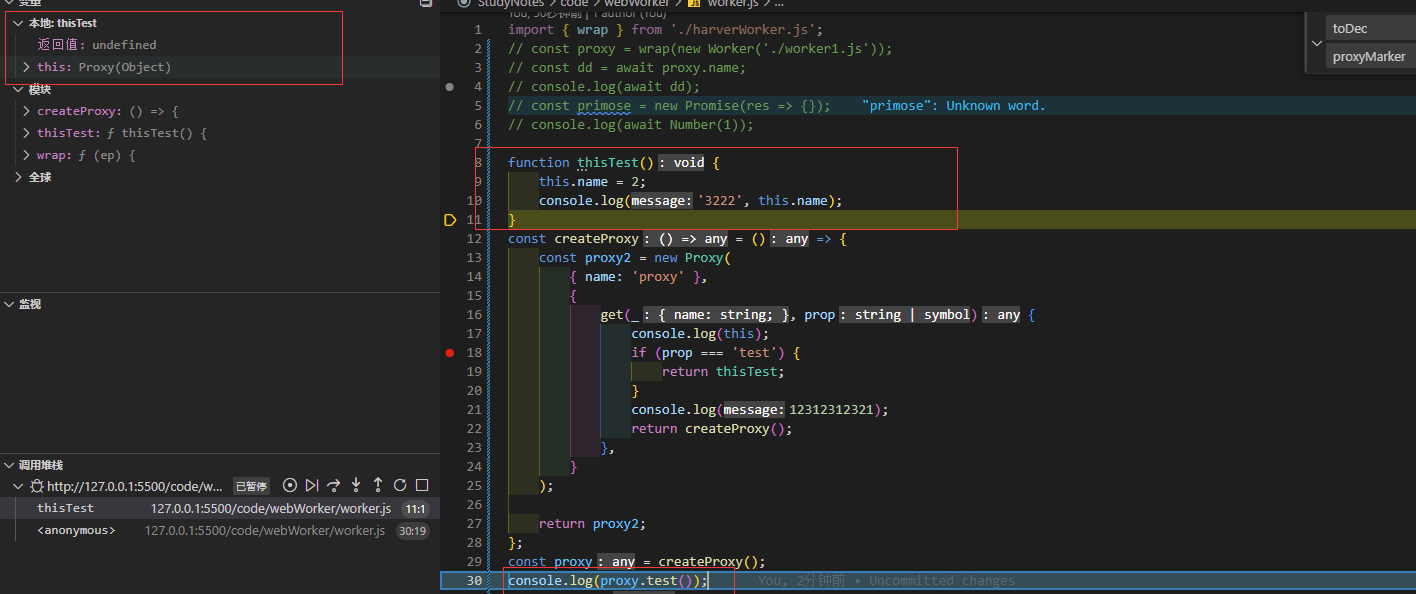 变量
本地: thisTest
返回值: undefined
this: Proxy(Object)
模块
createProxy: () => {
thisTest: ƒ thisTest() {
wrap: ƒ (ep) {
全球
监视
调用堆栈
http://127.0.0.1:5500/code/w... 已暂停
thisTest 127.0.0.1:5500/code/webWorker/worker.js 11:1
<anonymous> 127.0.0.1:5500/code/webWorker/worker.js 30:19
StudyNotes > code > webWorker > JS worker.js > ...
You, 30秒钟前 | 1 author (You)
1 import { wrap } from './harverWorker.js';
2 // const proxy = wrap(new Worker('./worker1.js'));
3 // const dd = await proxy.name;
4 // console.log(await dd);
5 // const primose = new Promise(res => {}); "primose": Unknown word.
6 // console.log(await Number(1));
7
8 function thisTest(): void {
9 this.name = 2;
10 console.log(message: '3222', this.name);
11 }
12 const createProxy: () => any = (): any => {
13 const proxy2 = new Proxy(
14 { name: 'proxy' },
15 {
16 get(_: { name: string; }, prop: string | symbol): any {
17 console.log(this);
18 if (prop === 'test') {
19 return thisTest;
20 }
21 console.log(message: 12312312321);
22 return createProxy();
23 },
24 }
25 );
26
27 return proxy2;
28 };
29 const proxy: any = createProxy();
30 console.log(proxy.test()); You, 2分钟前 • Uncommitted changes
toDec
proxyMarker